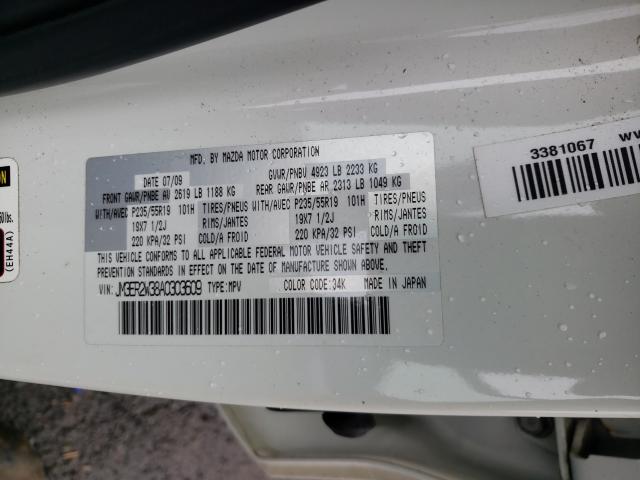 MFD. BY MAZDA MOTOR CORPORATION
DATE 07/09 GVWR/PNBV 4923 LB 2233 KG
FRONT GAWR/PNBE AV 2619 LB 1188 KG REAR GAWR/PNBE AR 2313 LB 1049 KG
WITH/AVEC P235/55R19 101H TIRES/PNEUS WITH/AVEC P235/55R19 101H TIRES/PNEUS
19X7 1/2J RIMS/JANTES 19X7 1/2J RIMS/JANTES
220 KPA/32 PSI COLD/A FROID 220 KPA/32 PSI COLD/A FROID
THIS VEHICLE CONFORMS TO ALL APPLICABLE FEDERAL MOTOR VEHICLE SAFETY AND THEFT
PREVENTION STANDARDS IN EFFECT ON THE DATE OF MANUFACTURE SHOWN ABOVE.
VIN: JM3ER2W38A0303609 TYPE:MPV COLOR CODE: 34K MADE IN JAPAN
3381067
(EH44A)